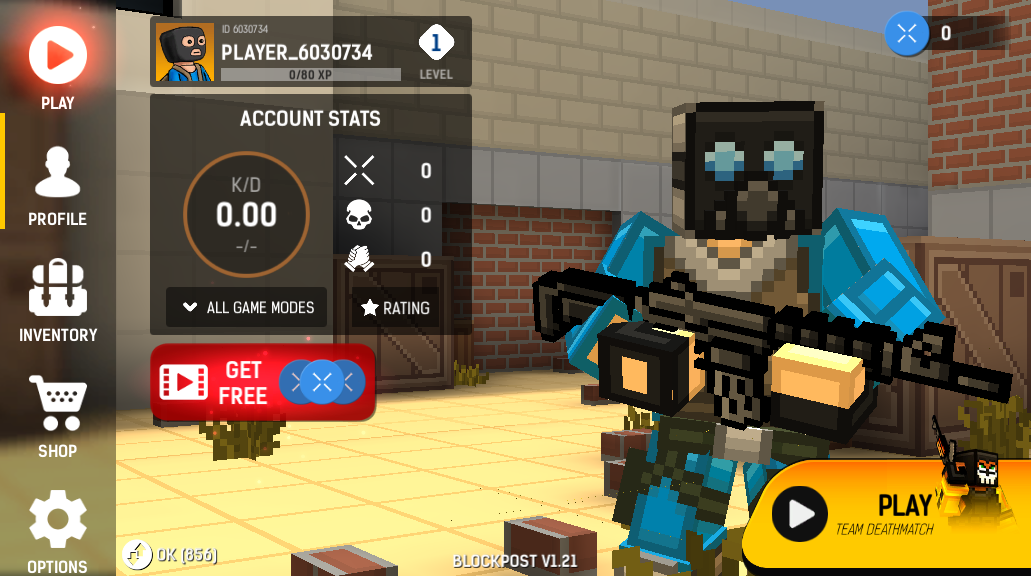 PLAY
PROFILE
INVENTORY
SHOP
OPTIONS
ID 6030734
PLAYER_6030734
0/80 XP
1
LEVEL
0
ACCOUNT STATS
K/D
0.00
-/-
0
0
0
ALL GAME MODES
RATING
GET
FREE
OK (856)
BLOCKPOST V1.21
PLAY
TEAM DEATHMATCH